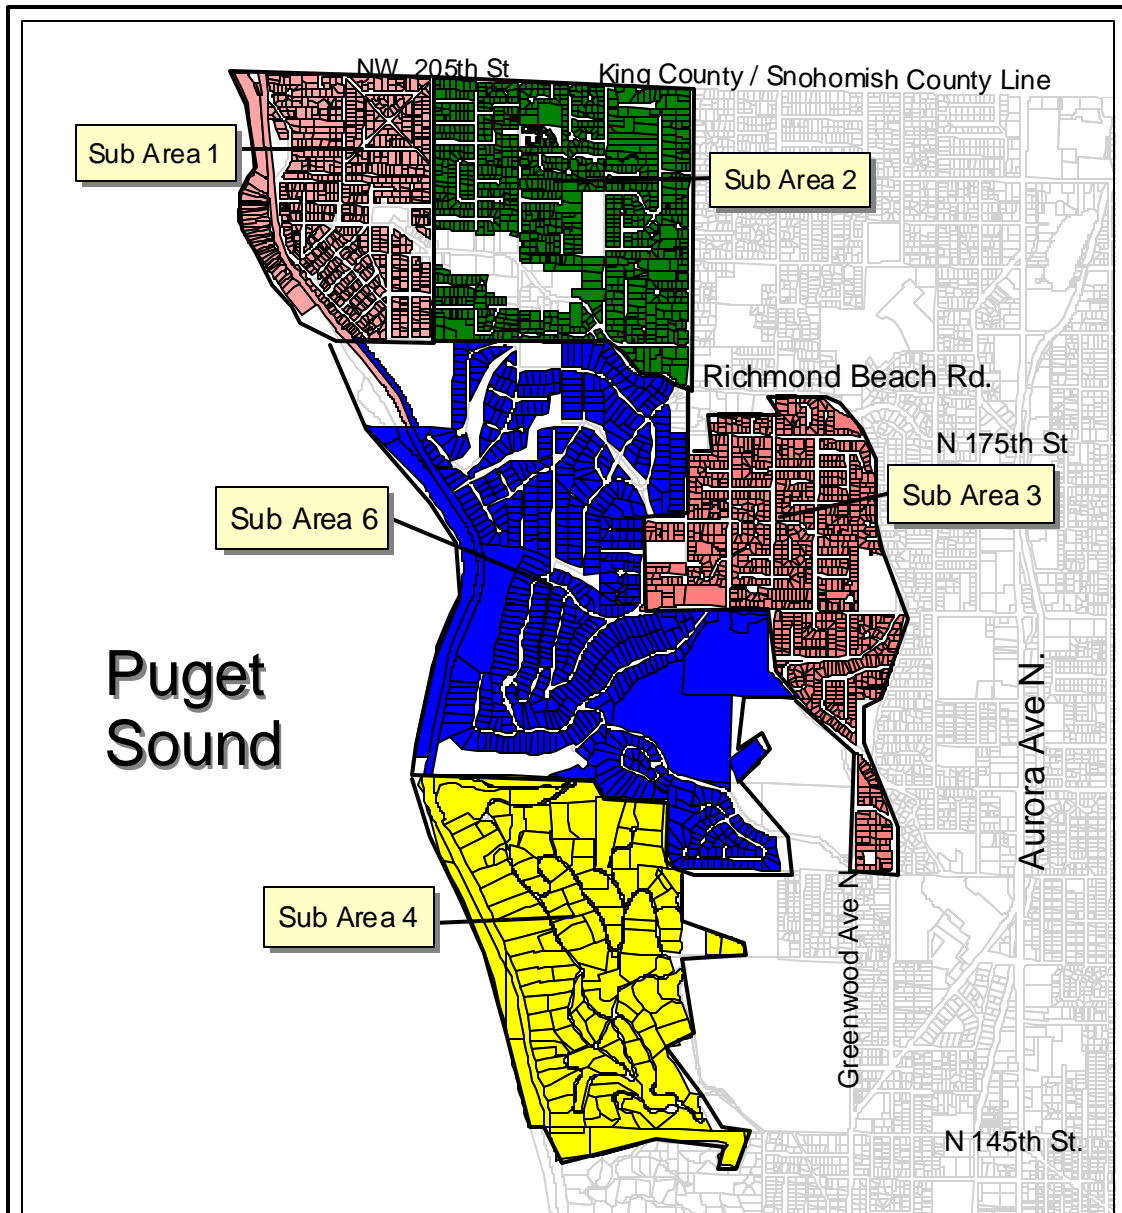 NW 205th St
King County / Snohomish County Line
Sub Area 1
Sub Area 2
Richmond Beach Rd.
N 175th St
Sub Area 3
Sub Area 6
Puget
Sound
Aurora Ave N.
Sub Area 4
Greenwood Ave N
N 145th St.